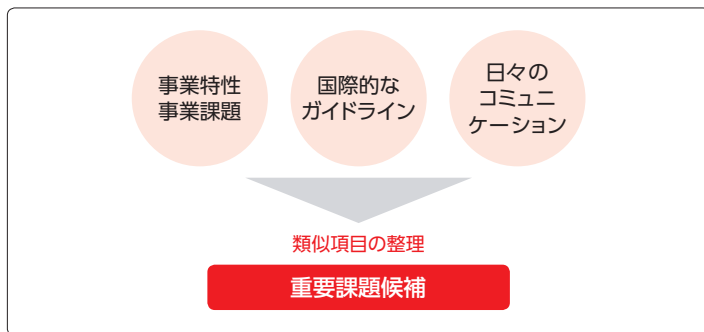 事業特性
事業課題
国際的な
ガイドライン
日々の
コミュニ
ケーション
類似項目の整理
重要課題候補